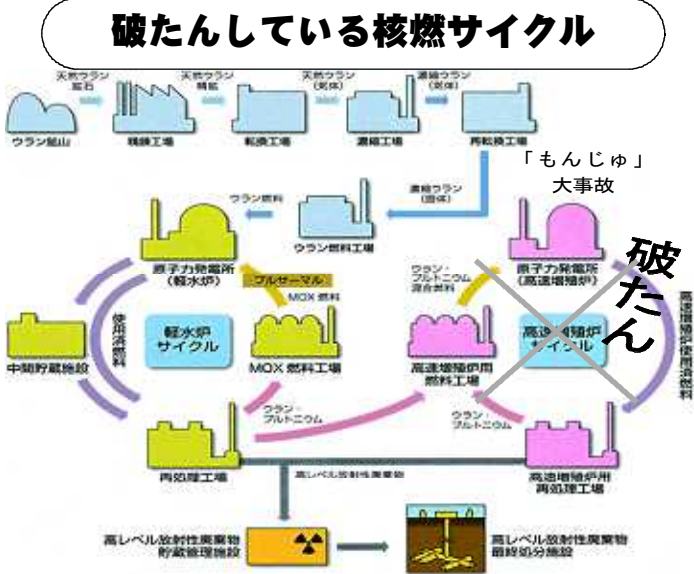 破たんしている核燃サイクル
天然ウラン
鉱石
天然ウラン
精鉱
天然ウラン
(気体)
濃縮ウラン
(気体)
ウラン鉱山
精錬工場
転換工場
濃縮工場
再転換工場
「もんじゅ」
大事故
濃縮ウラン
(固体)
ウラン燃料
ウラン燃料工場
原子力発電所
(軽水炉)
原子力発電所
(高速増殖炉)
破たん
プルサーマル
MOX 燃料
ウラン・
プルトニウム
混合燃料
使用済燃料
軽水炉
サイクル
高速増殖炉
サイクル
高速増殖炉使用済燃料
中間貯蔵施設
MOX 燃料工場
高速増殖炉用
燃料工場
ウラン・
プルトニウム
ウラン・
プルトニウム
再処理工場
高レベル放射性廃棄物
高速増殖炉用
再処理工場
高レベル放射性廃棄物
貯蔵管理施設
高レベル放射性廃棄物
最終処分施設